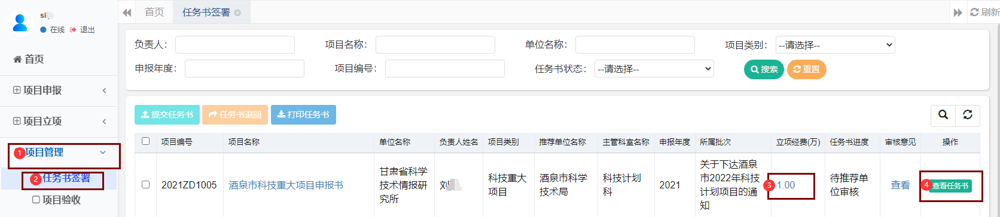 首页
任务书签署
刷新
在线
退出
首页
项目申报
项目立项
1
项目管理
2
任务书签署
项目验收
负责人：
项目名称：
单位名称：
项目类别：
--请选择--
申报年度：
项目编号：
任务书状态：
--请选择--
搜索
重置
提交任务书
任务书退回
打印任务书
项目编号
项目名称
单位名称
负责人姓名
项目类别
推荐单位名称
主管科室名称
申报年度
所属批次
立项经费(万)
任务书进度
审核意见
操作
2021ZD1005
酒泉市科技重大项目申报书
甘肃省科学
技术情报研
究所
刘
科技重大
项目
酒泉市科学
技术局
科技计划
科
2021
关于下达酒泉
市2022年科技
计划项目的通
知
3
1.00
待推荐单
位审核
查看
4
查看任务书